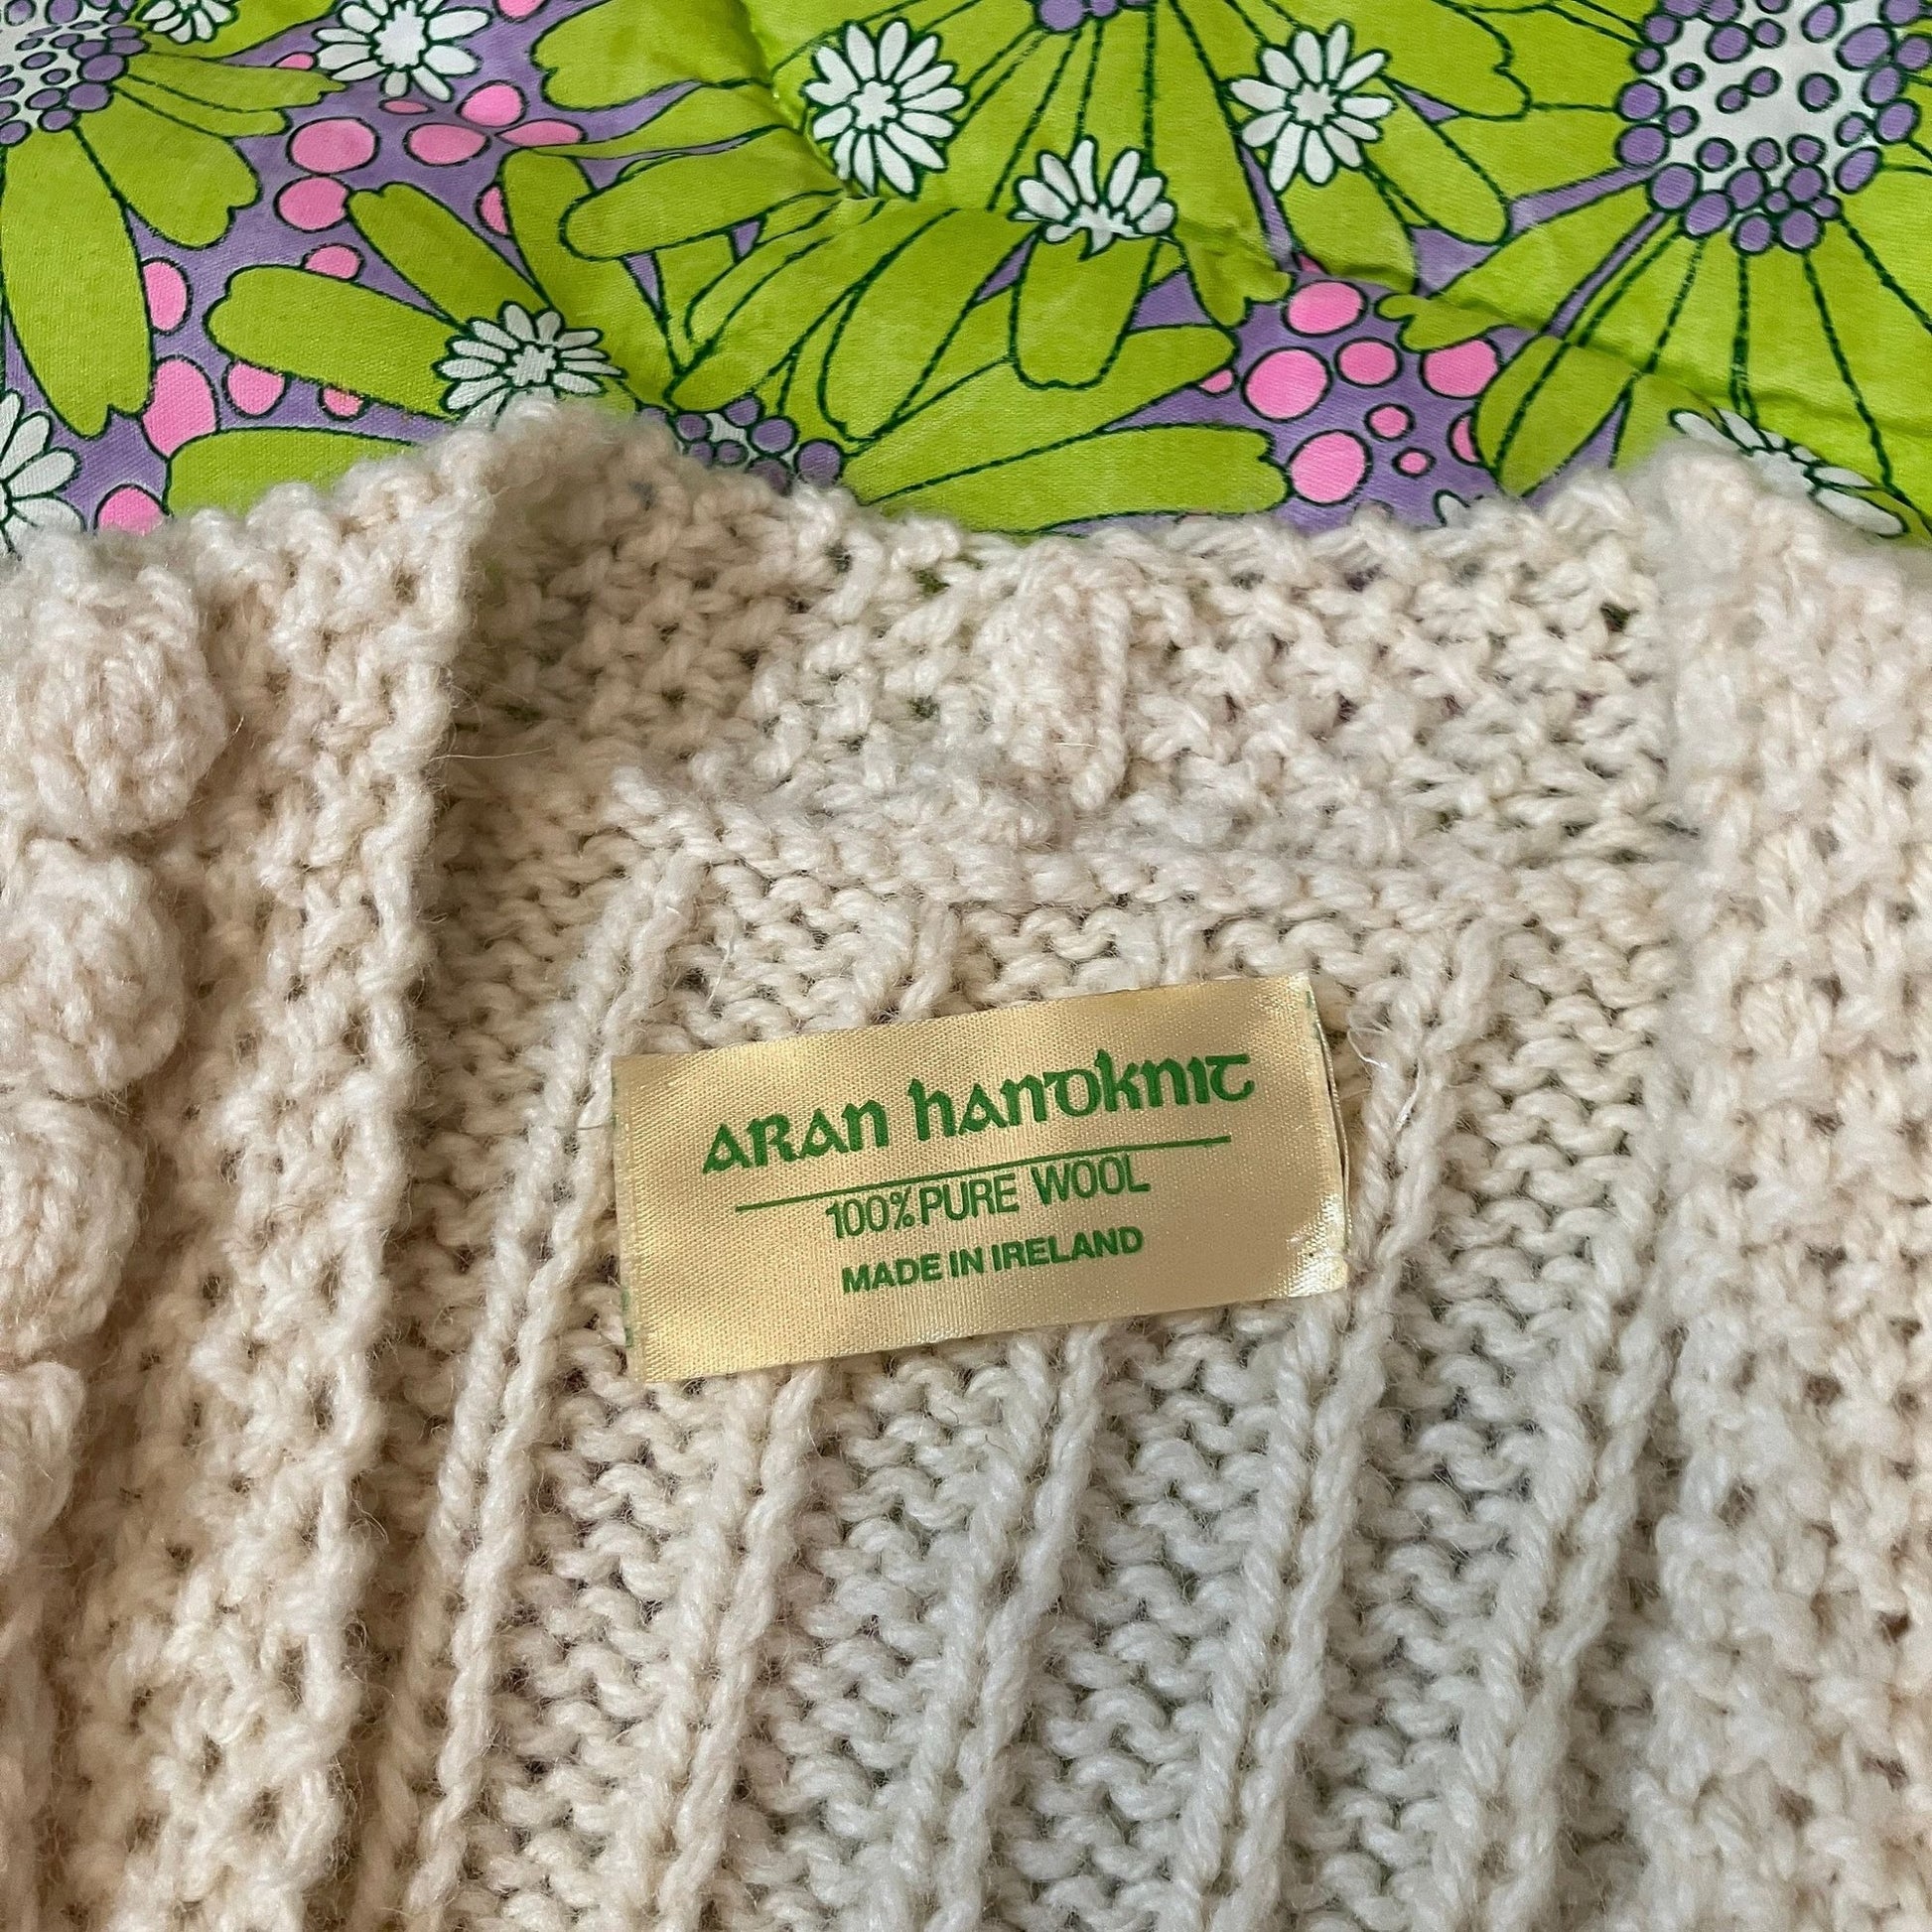 ARAN hANDKNIT
100% PURE WOOL
MADE IN IRELAND